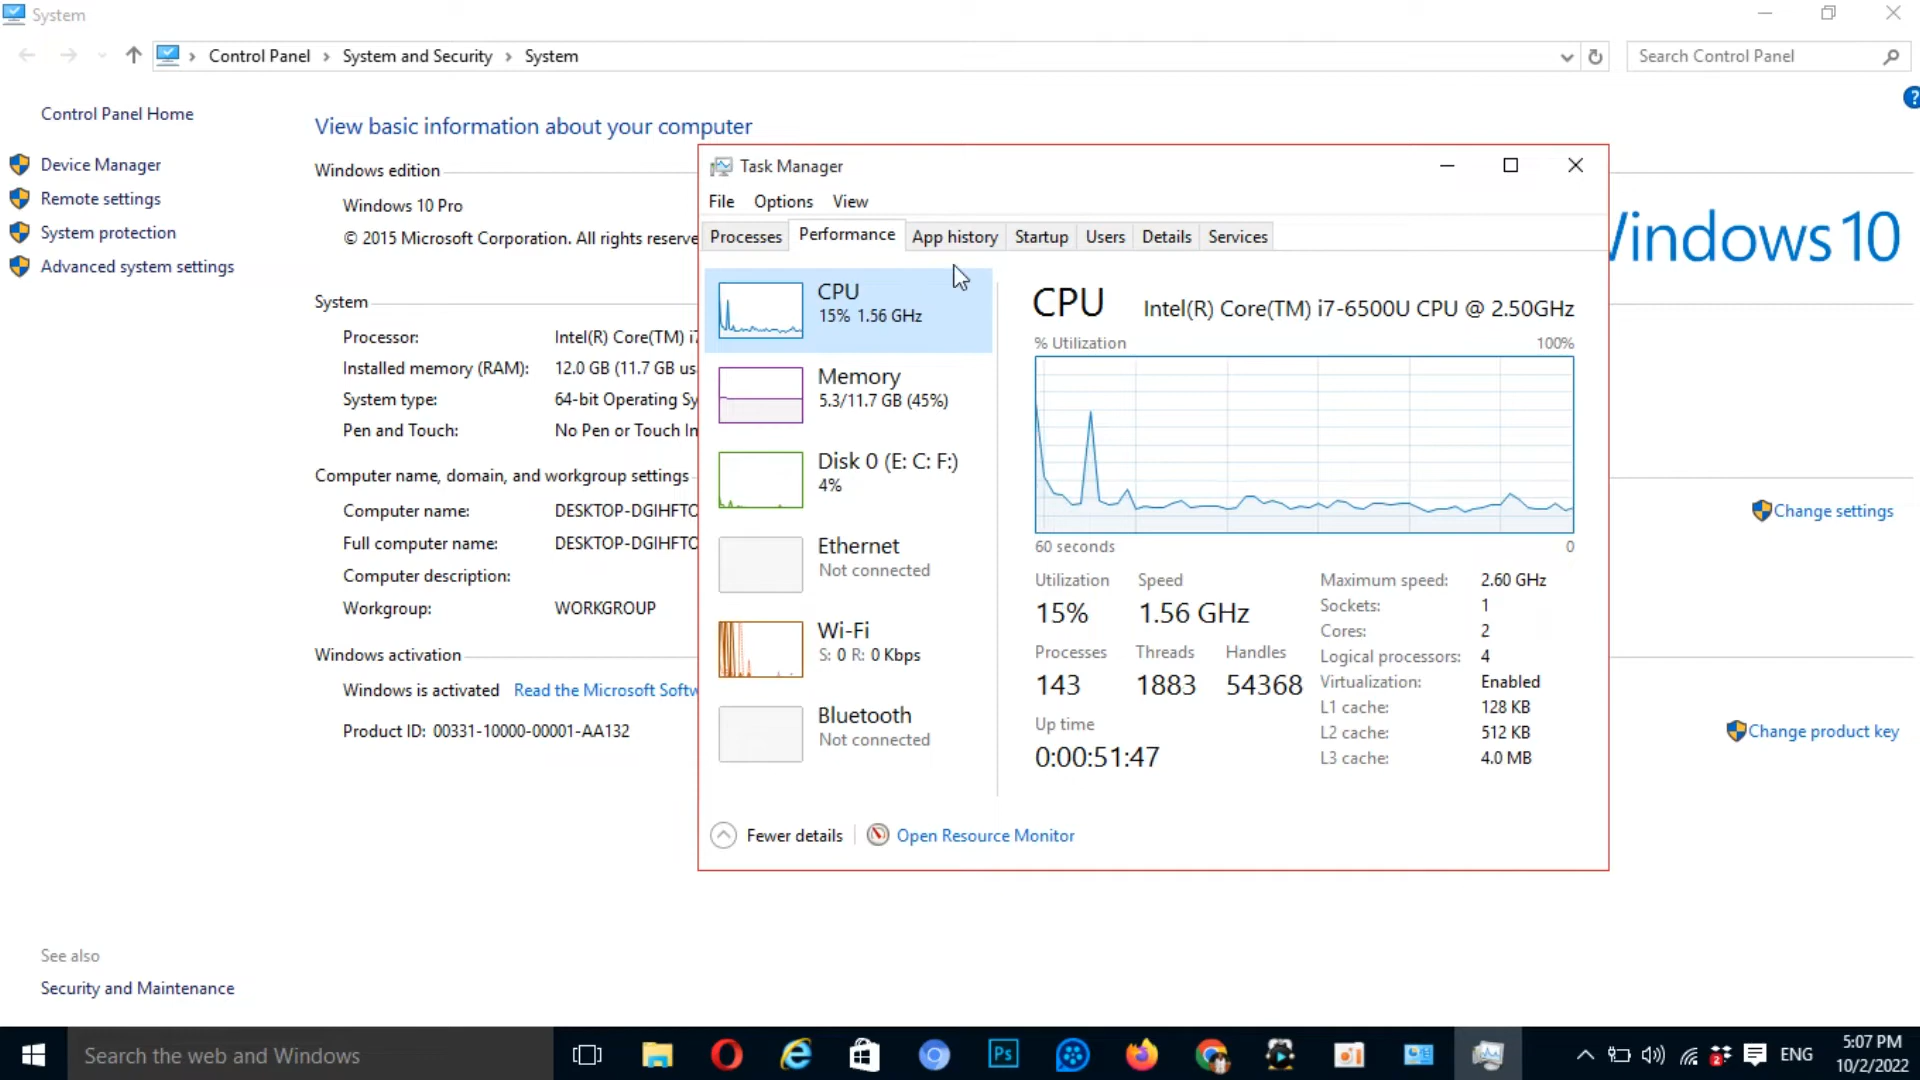 System
Control Panel
System and Security
System
Search Control Panel
Control Panel Home
Device Manager
Remote settings
System protection
Advanced system settings
See also
Security and Maintenance
View basic information about your computer
Windows edition
Windows 10 Pro
© 2015 Microsoft Corporation. All rights reserve
indows 10
System
Processor: Intel(R) Core(TM) i7
Installed memory (RAM): 12.0 GB (11.7 GB us
System type: 64-bit Operating Sy
Pen and Touch: No Pen or Touch In
Computer name, domain, and workgroup settings
Computer name: DESKTOP-DGIHFTO
Full computer name: DESKTOP-DGIHFTO
Computer description:
Workgroup: WORKGROUP
Change settings
Windows activation
Windows is activated Read the Microsoft Softw
Product ID: 00331-10000-00001-AA132
Change product key
Task Manager
File Options View
Processes Performance App history Startup Users Details Services
CPU
15% 1.56 GHz
Memory
5.3/11.7 GB (45%)
Disk 0 (E: C: F:)
4%
Ethernet
Not connected
Wi-Fi
S: 0 R: 0 Kbps
Bluetooth
Not connected
CPU Intel(R) Core(TM) i7-6500U CPU @ 2.50GHz
% Utilization 100%
60 seconds 0
Utilization Speed
15% 1.56 GHz
Processes Threads Handles
143 1883 54368
Up time
0:00:51:47
Maximum speed: 2.60 GHz
Sockets: 1
Cores: 2
Logical processors: 4
Virtualization: Enabled
L1 cache: 128 KB
L2 cache: 512 KB
L3 cache: 4.0 MB
Fewer details Open Resource Monitor
Search the web and Windows
Ps
2
ENG
5:07 PM
10/2/2022